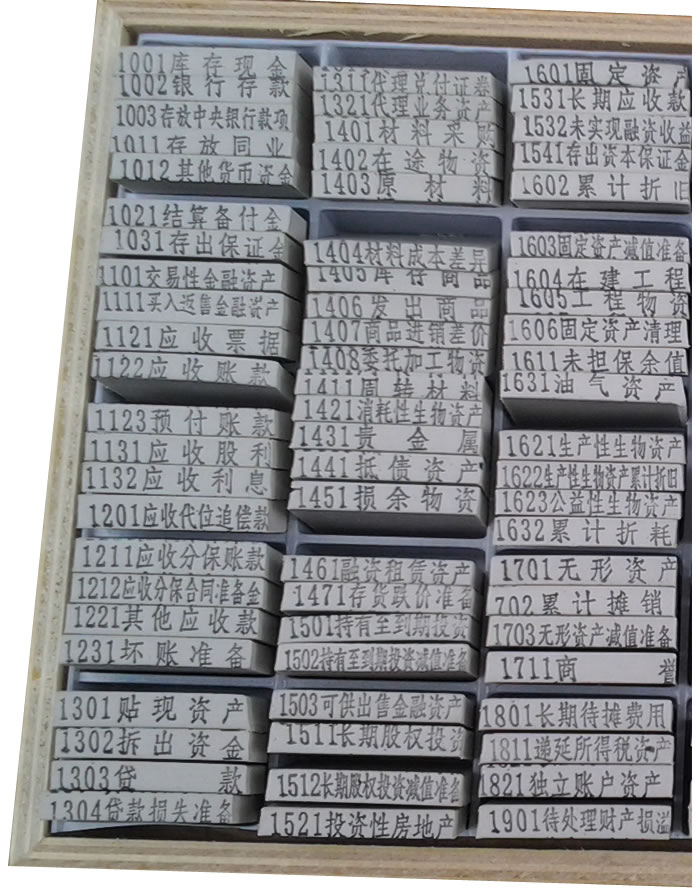 1001库存现金
1002银行存款
1003存放中央银行款项
1011存放同业
1012其他货币资金
1021结算备付金
1031存出保证金
1101交易性金融资产
1111买入返售金融资产
1121应收票据
1122应收账款
1123预付账款
1131应收股利
1132应收利息
1201应收代位追偿款
1211应收分保账款
1212应收分保合同准备金
1221其他应收款
1231坏账准备
1301贴现资产
1302拆出资金
1303贷款
1304贷款损失准备
1311代理兑付证券
1321代理业务资产
1401材料采购
1402在途物资
1403原材料
1404材料成本差异
1405库存商品
1406发出商品
1407商品进销差价
1408委托加工物资
1411周转材料
1421消耗性生物资产
1431贵金属
1441抵债资产
1451损余物资
1461融资租赁资产
1471存货跌价准备
1501持有至到期投资
1502持有至到期投资减值准备
1503可供出售金融资产
1511长期股权投资
1512长期股权投资减值准备
1521投资性房地产
1601固定资产
1531长期应收款
1532未实现融资收益
1541存出资本保证金
1602累计折旧
1603固定资产减值准备
1604在建工程
1605工程物资
1606固定资产清理
1611未担保余值
1631油气资产
1621生产性生物资产
1622生产性生物资产累计折旧
1623公益性生物资产
1632累计折耗
1701无形资产
702累计摊销
1703无形资产减值准备
1711商誉
1801长期待摊费用
1811递延所得税资产
821独立账户资产
1901待处理财产损溢